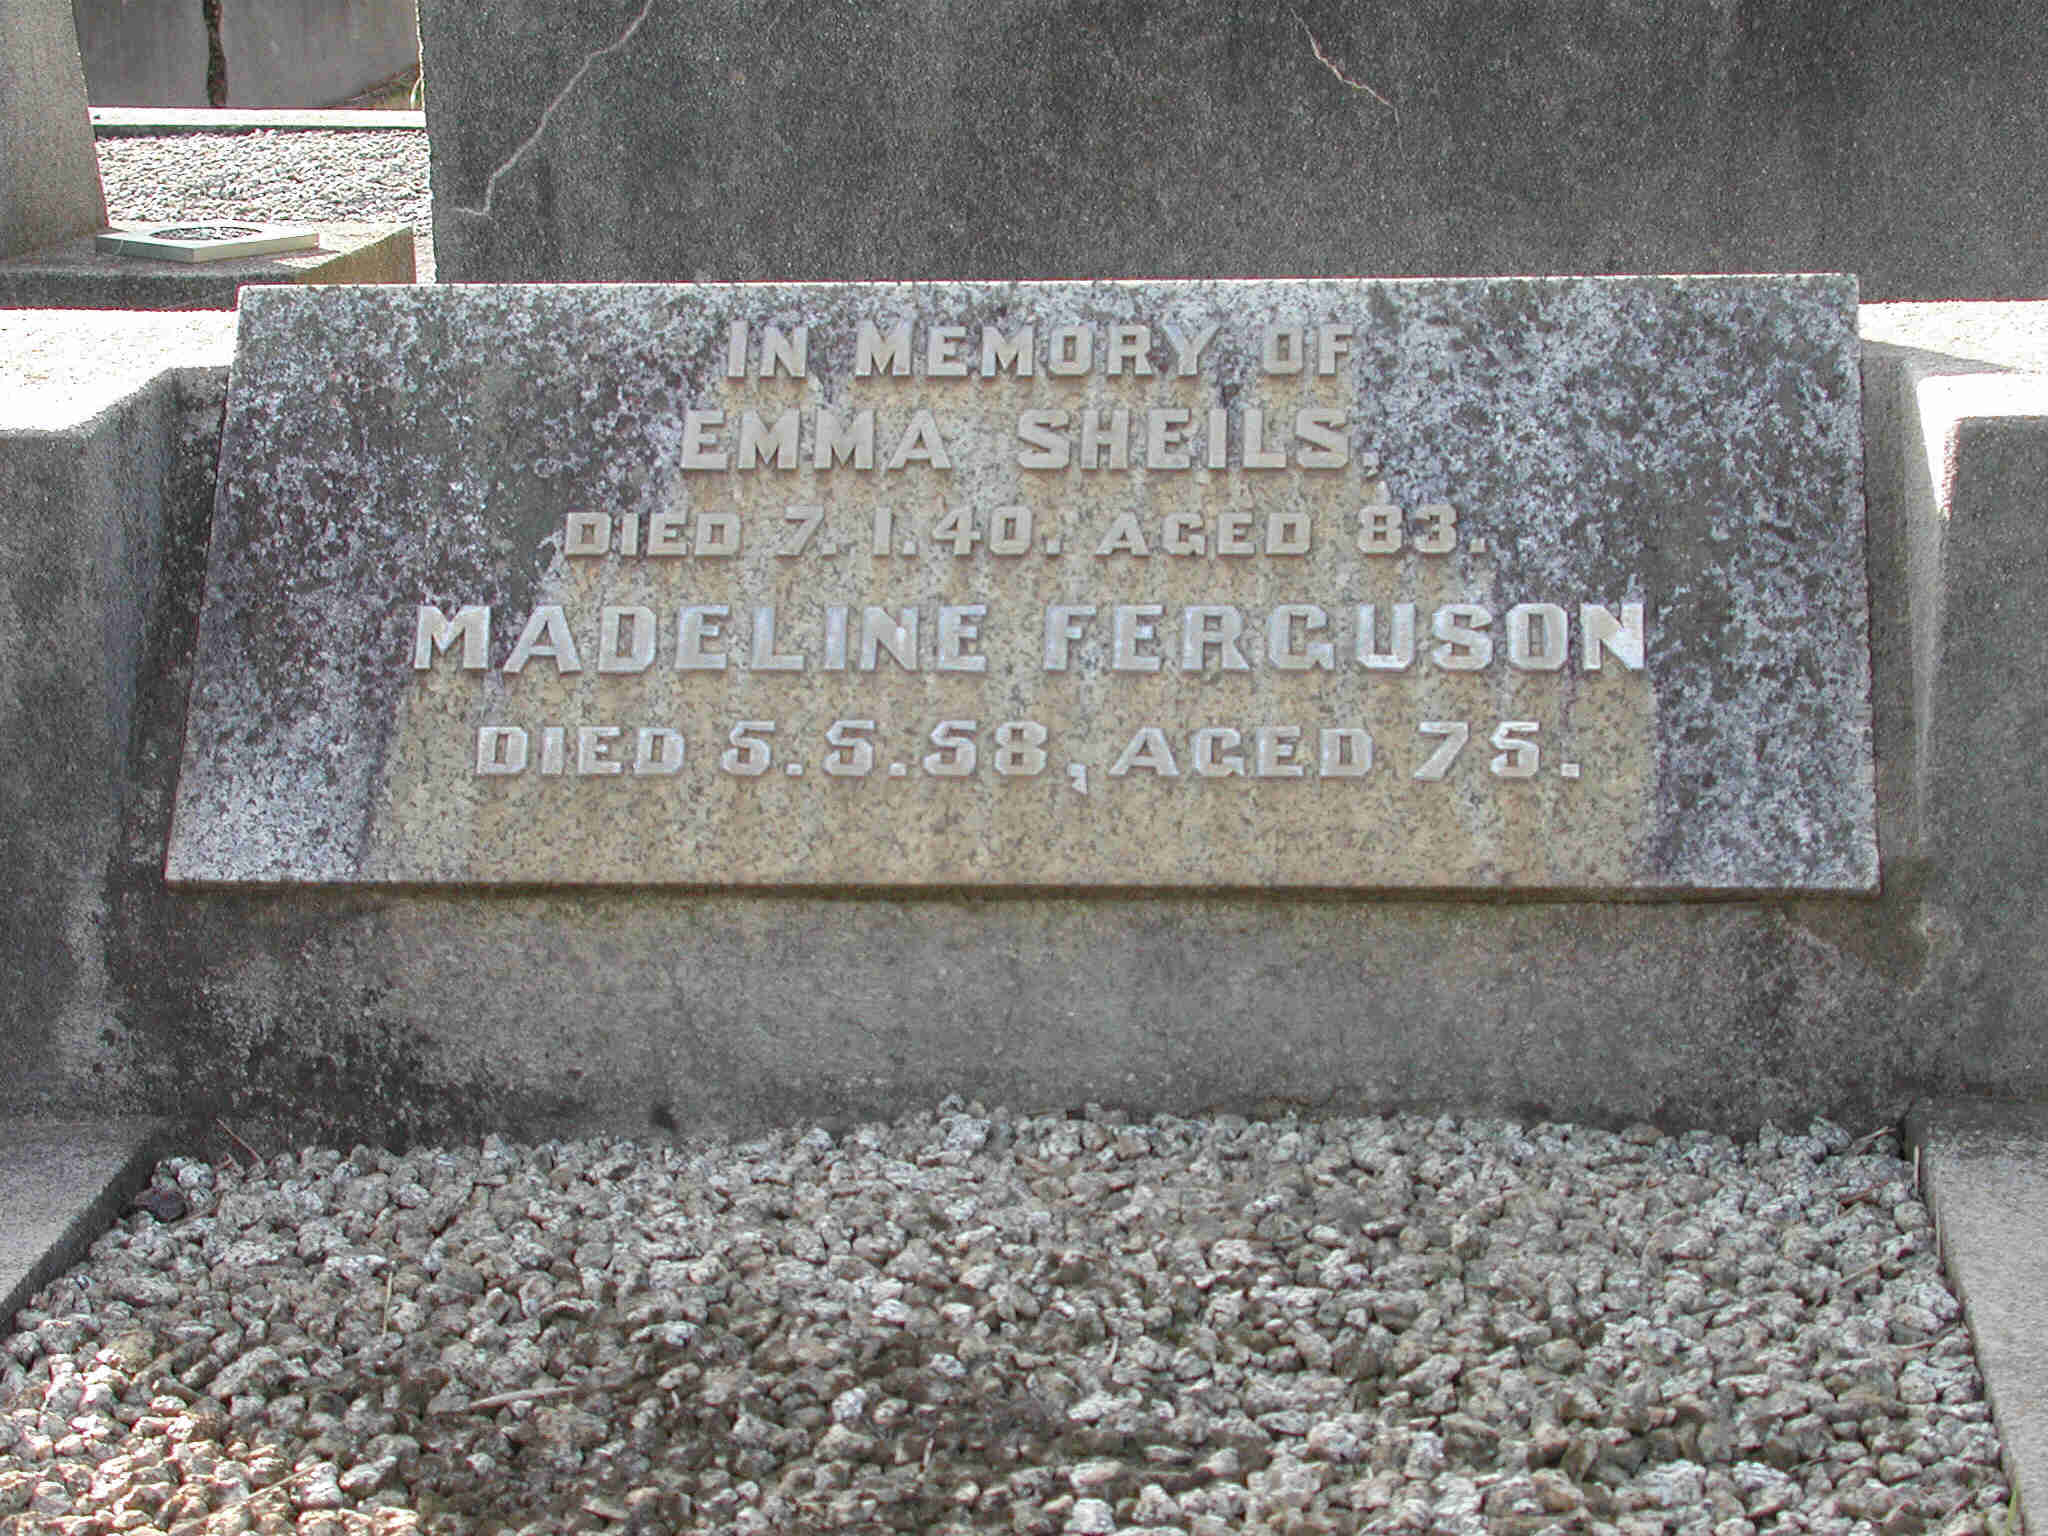 IN MEMORY OF
EMMA SHEILS,
DIED 7.1.40. AGED 83.
MADELINE FERGUSON
DIED 5.5.58, AGED 75.